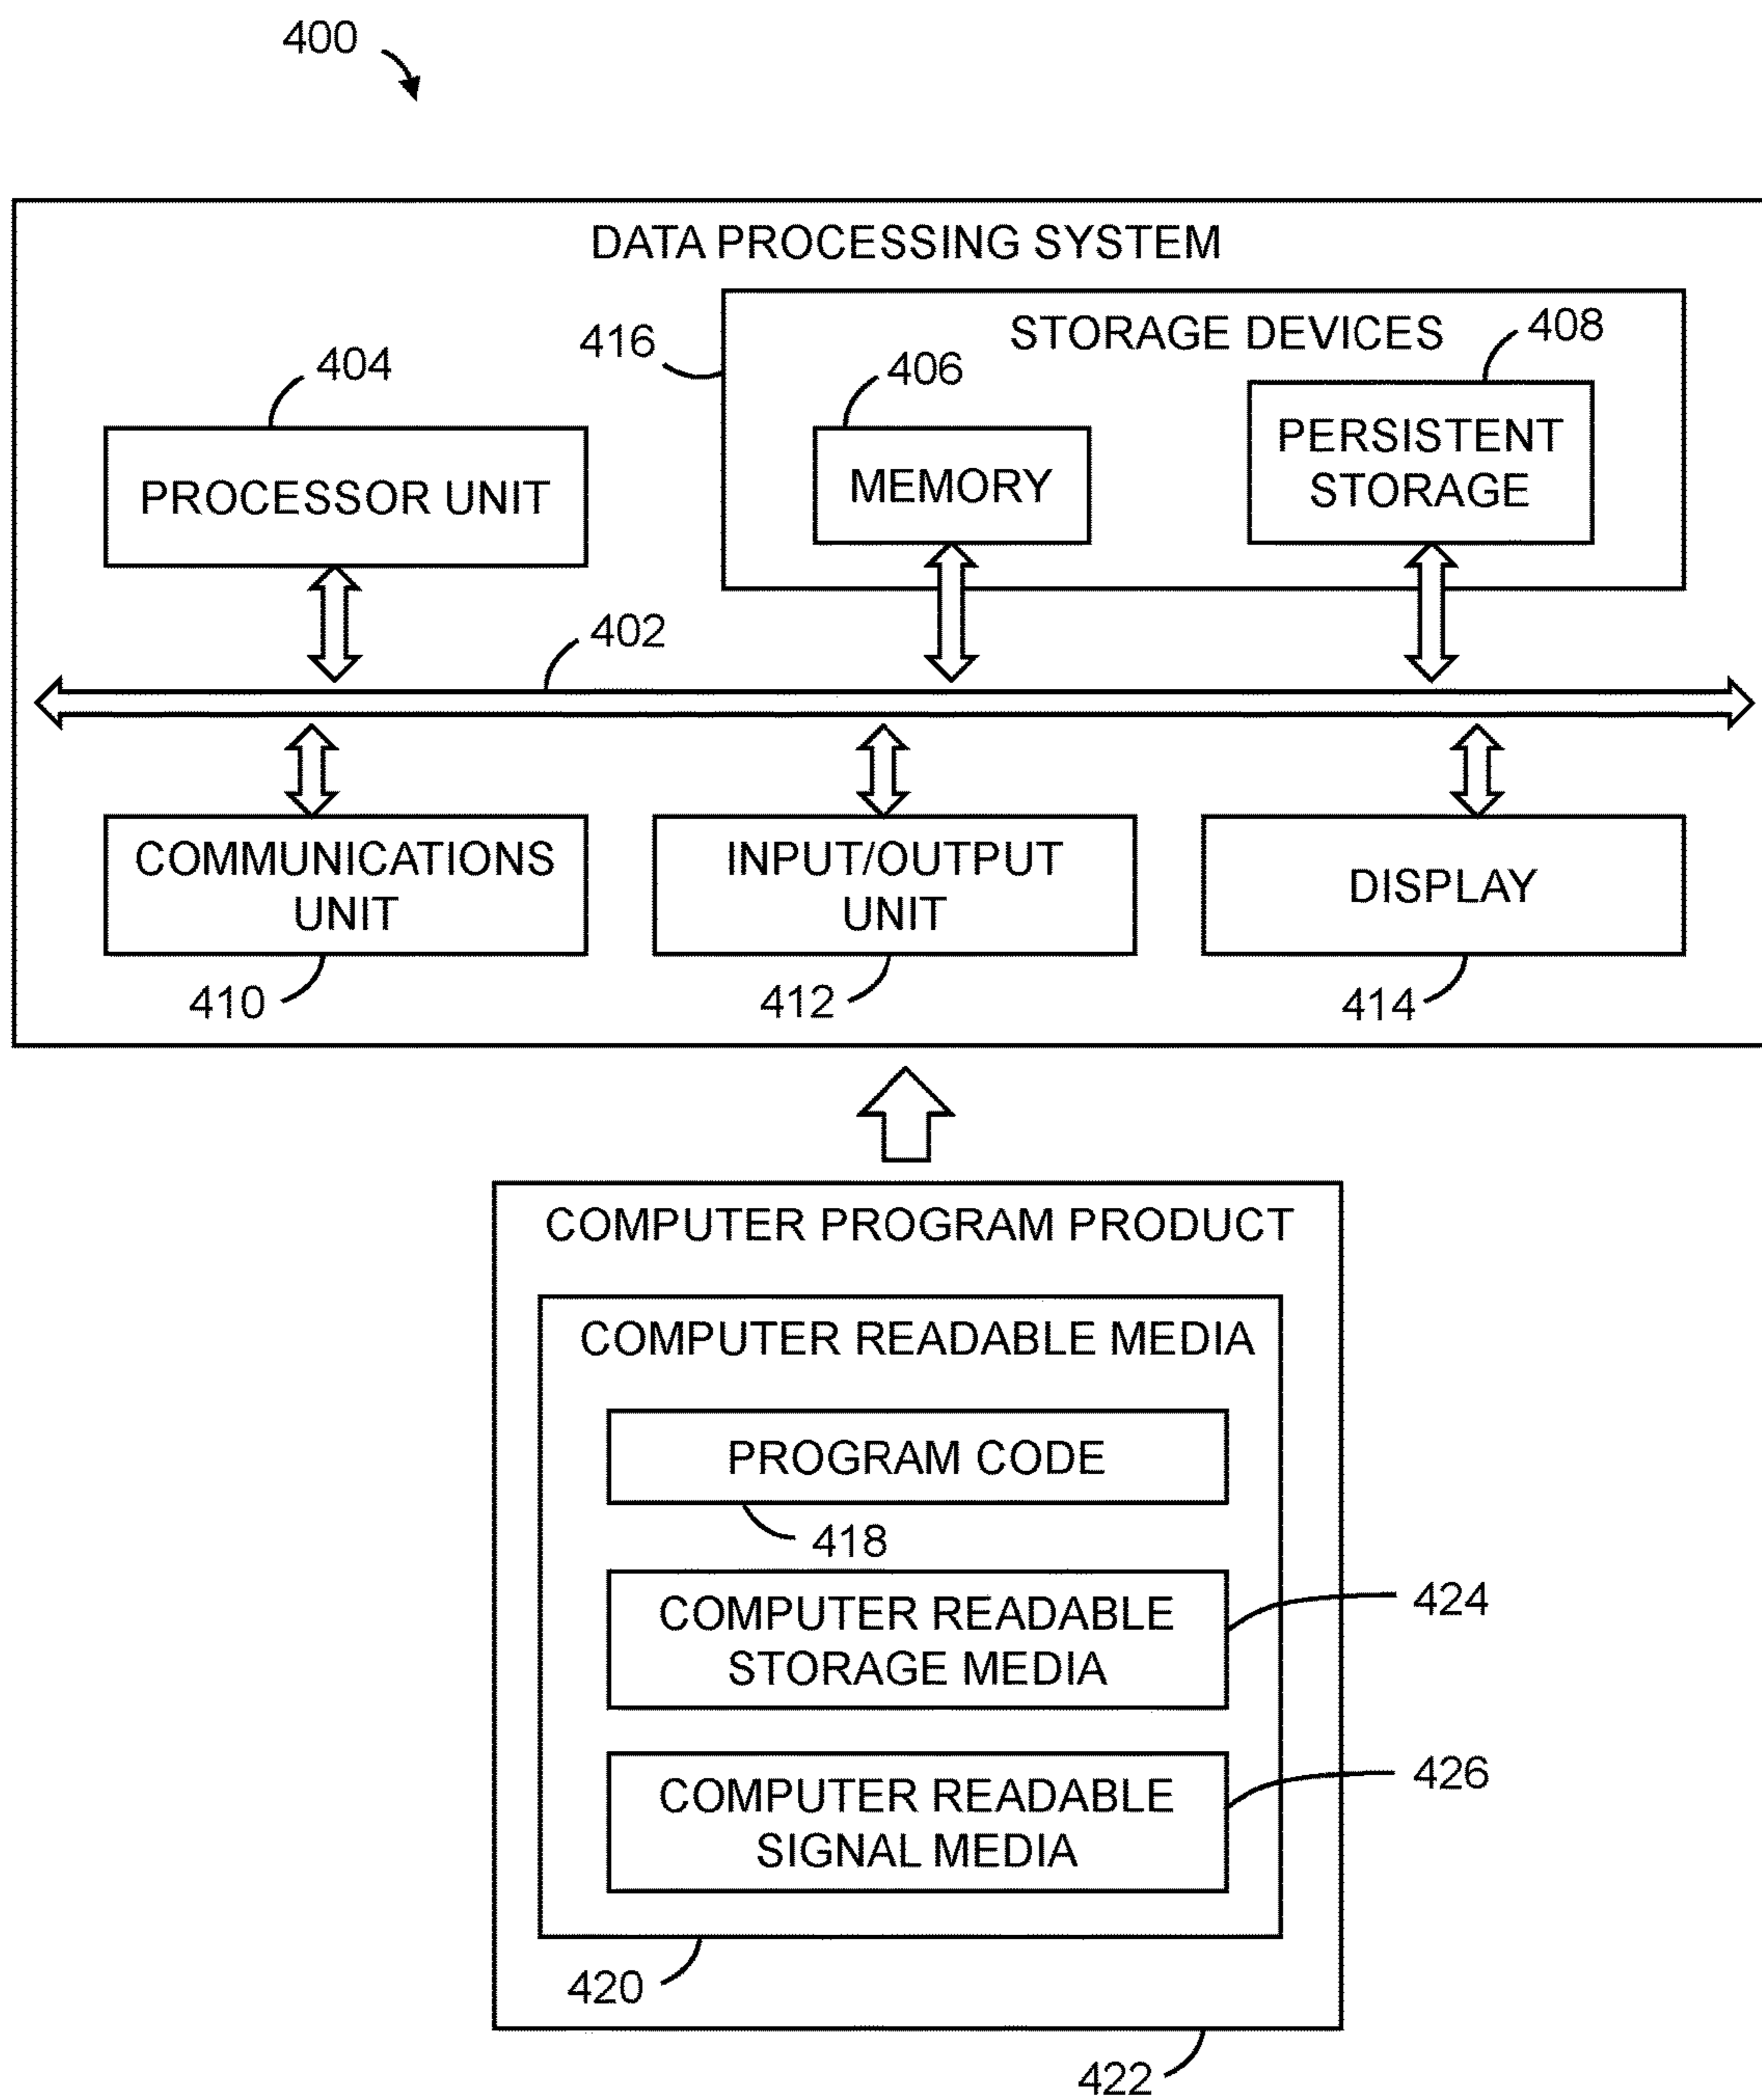 400
DATA PROCESSING SYSTEM
STORAGE DEVICES
408
416
404
406
PERSISTENT
STORAGE
PROCESSOR UNIT
MEMORY
402
COMMUNICATIONS
UNIT
INPUT/OUTPUT
UNIT
DISPLAY
410
412
414
COMPUTER PROGRAM PRODUCT
COMPUTER READABLE MEDIA
PROGRAM CODE
418
COMPUTER READABLE
STORAGE MEDIA
424
COMPUTER READABLE
SIGNAL MEDIA
426
420
422